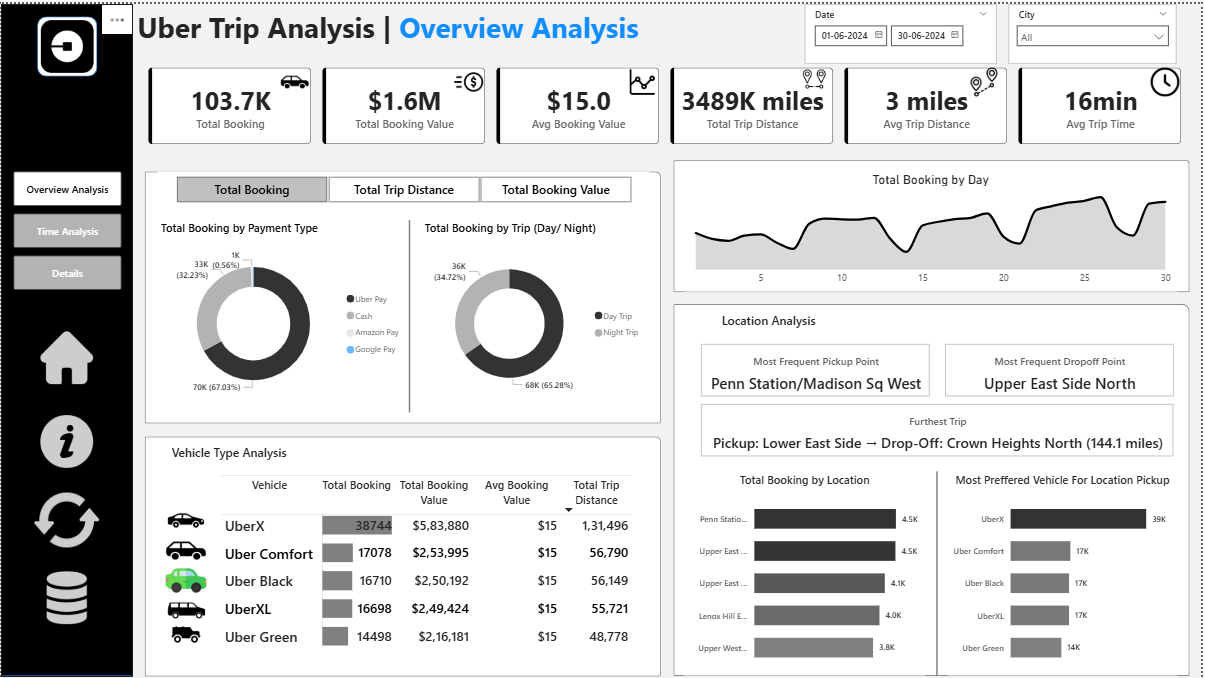 Uber Trip Analysis | Overview Analysis
Date
01-06-2024
30-06-2024
City
All
103.7K
Total Booking
$1.6M
Total Booking Value
$15.0
Avg Booking Value
3489K miles
Total Trip Distance
3 miles
Avg Trip Distance
16min
Avg Trip Time
Overview Analysis
Time Analysis
Details
Total Booking
Total Trip Distance
Total Booking Value
Total Booking by Payment Type
1K
(0.56%)
33K
(32.23%)
70K (67.03%)
Uber Pay
Cash
Amazon Pay
Google Pay
Total Booking by Trip (Day/ Night)
36K
(34.72%)
68K (65.28%)
Day Trip
Night Trip
Total Booking by Day
5 10 15 20 25 30
Vehicle Type Analysis
Vehicle Total Booking Total Booking Value Avg Booking Value Total Trip Distance
UberX 38744 $5,83,880 $15 1,31,496
Uber Comfort 17078 $2,53,995 $15 56,790
Uber Black 16710 $2,50,192 $15 56,149
UberXL 16698 $2,49,424 $15 55,721
Uber Green 14498 $2,16,181 $15 48,778
Location Analysis
Most Frequent Pickup Point
Penn Station/Madison Sq West
Most Frequent Dropoff Point
Upper East Side North
Furthest Trip
Pickup: Lower East Side → Drop-Off: Crown Heights North (144.1 miles)
Total Booking by Location
Penn Statio... 4.5K
Upper East ... 4.5K
Upper East ... 4.1K
Lenox Hill E... 4.0K
Upper West... 3.8K
Most Preffered Vehicle For Location Pickup
UberX 39K
Uber Comfort 17K
Uber Black 17K
UberXL 17K
Uber Green 14K